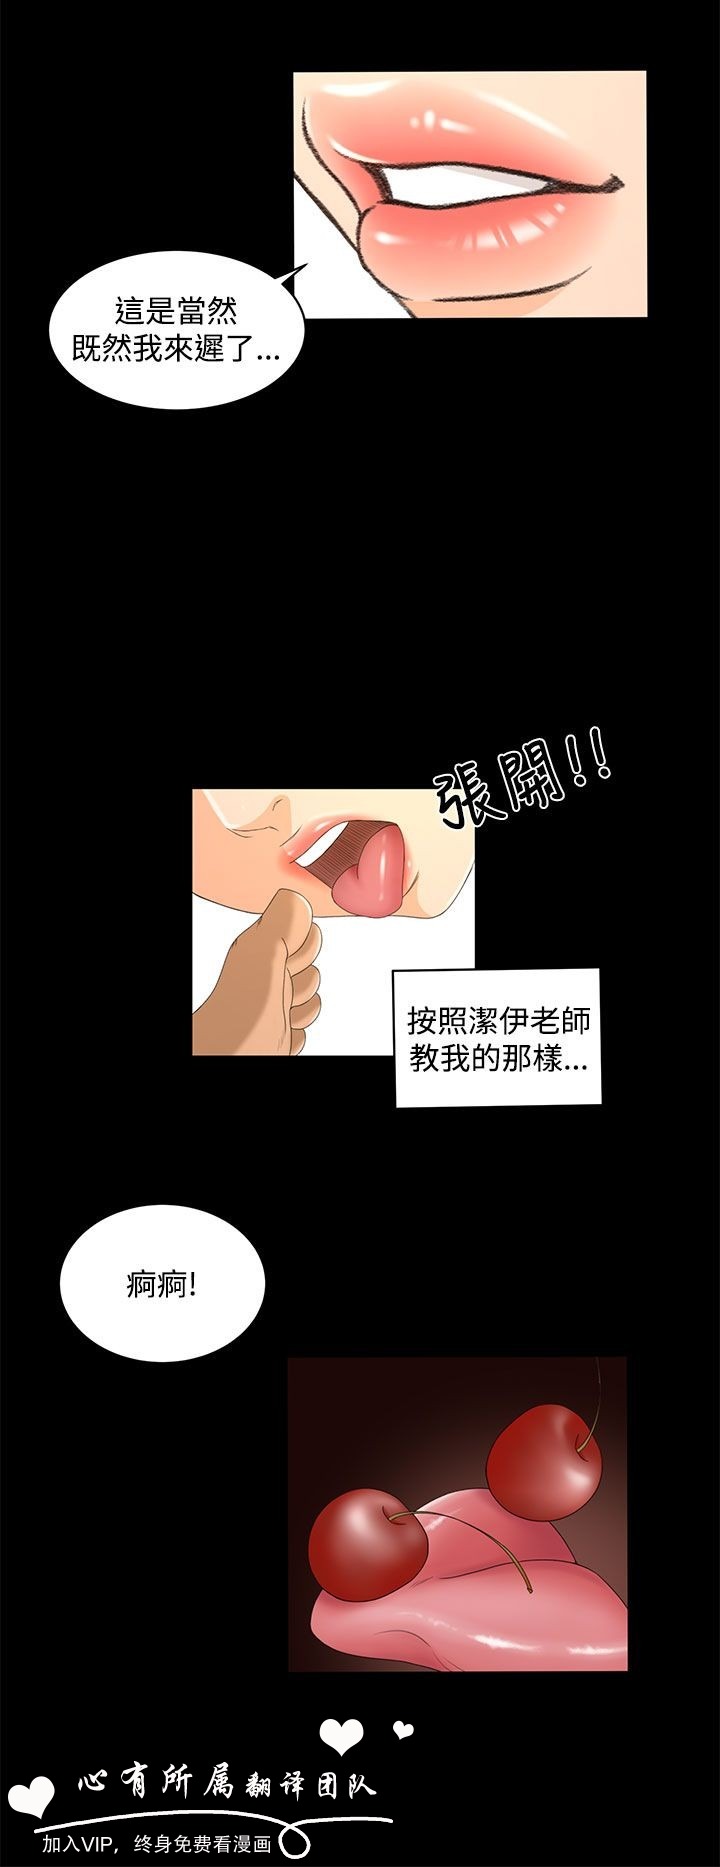 這是當然
既然我來遲了...
張開!!
按照潔伊老師
教我的那樣...
痾痾!
心有所属翻译团队
加入VIP，终身免费看漫画